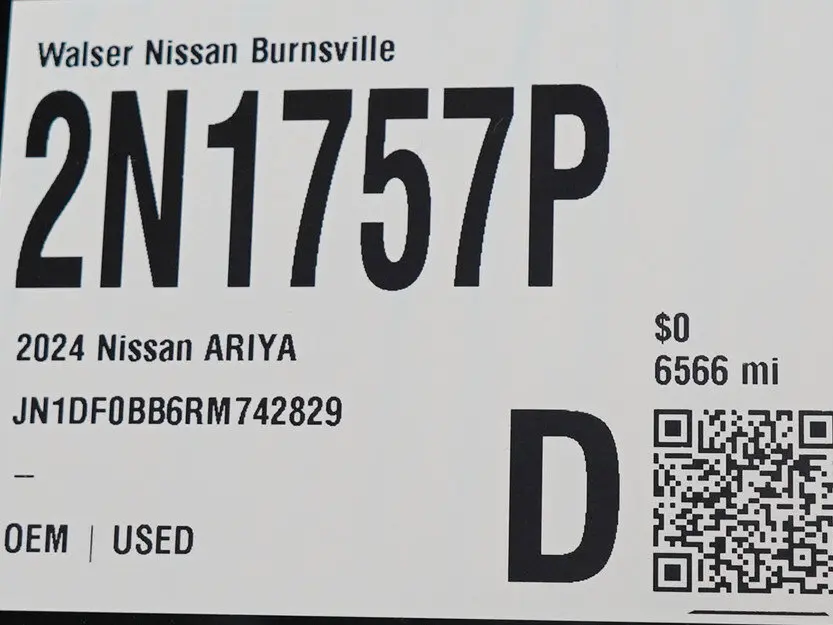 Walser Nissan Burnsville
2N1757P
2024 Nissan ARIYA
JN1DF0BB6RM742829
–
OEM | USED
D
$0
6566 mi